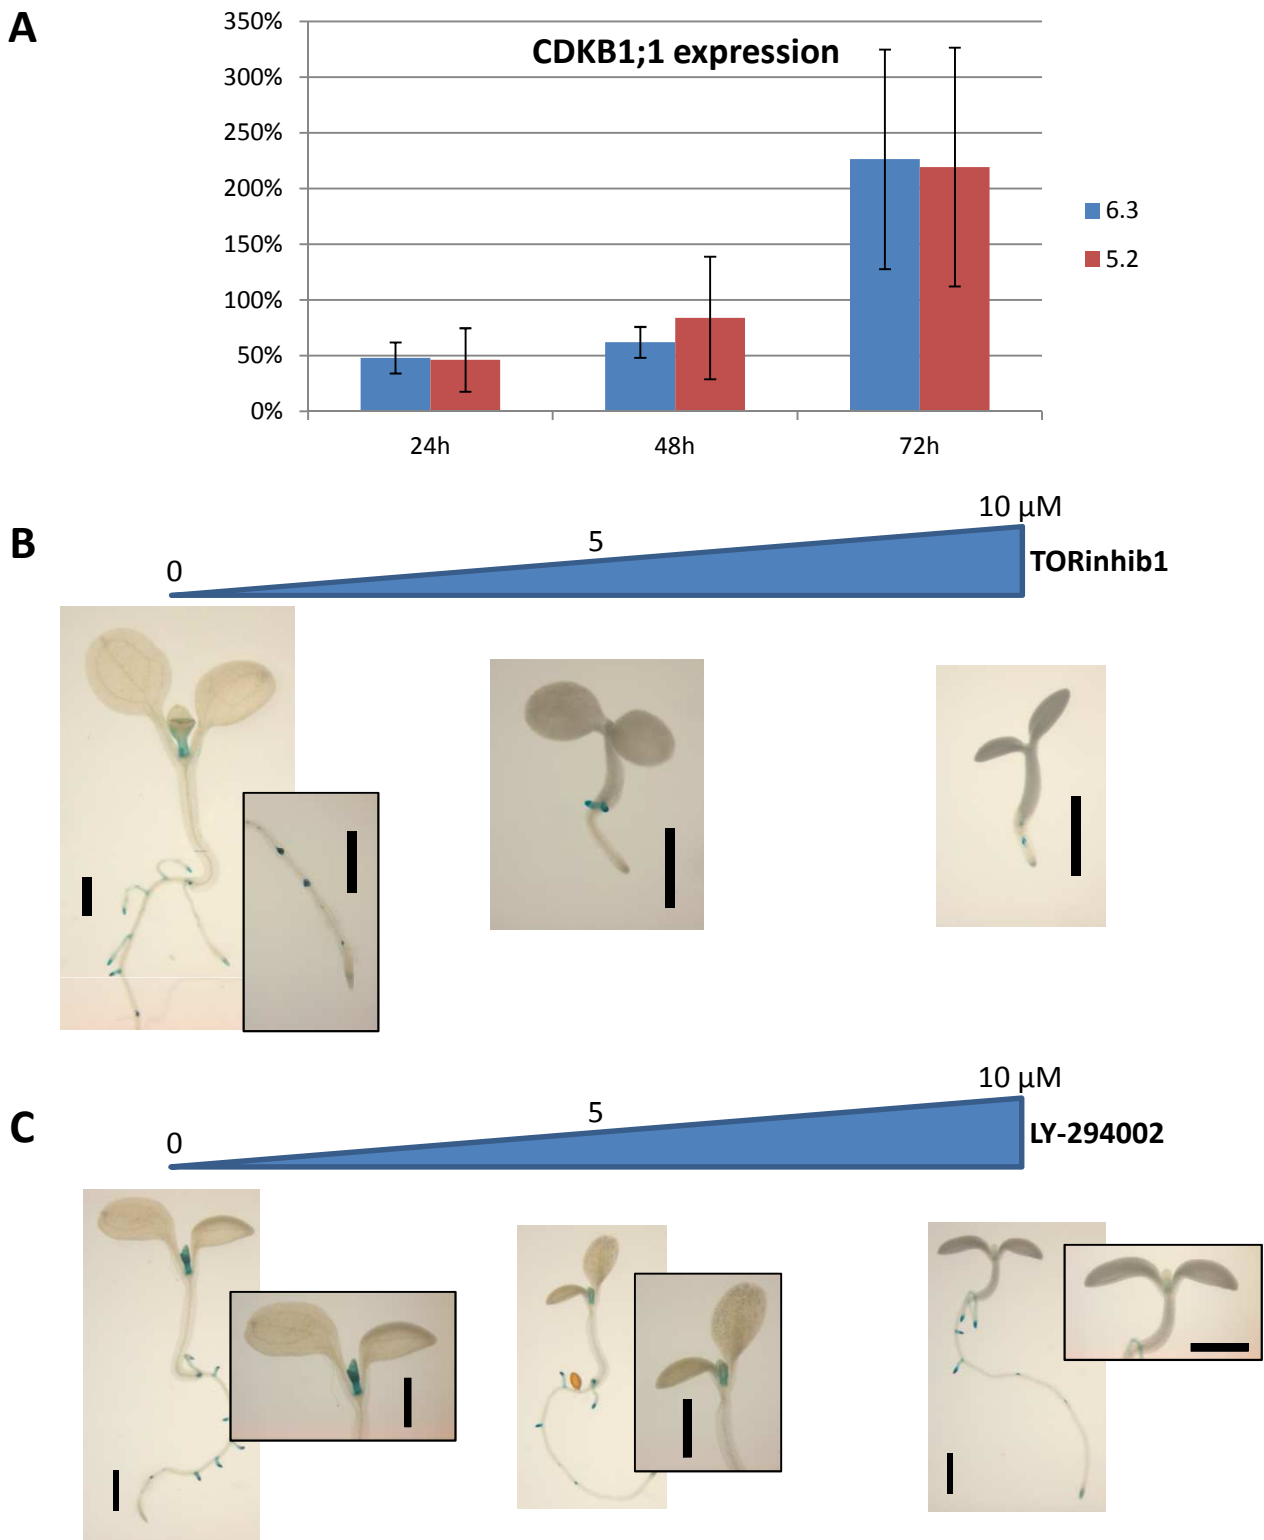 A
CDKB1;1 expression
350%
300%
250%
200%
150%
100%
50%
0%
24h 48h 72h
6.3
5.2
B
0 5 10 µM
TORinhib1
C
0 5 10 µM
LY-294002